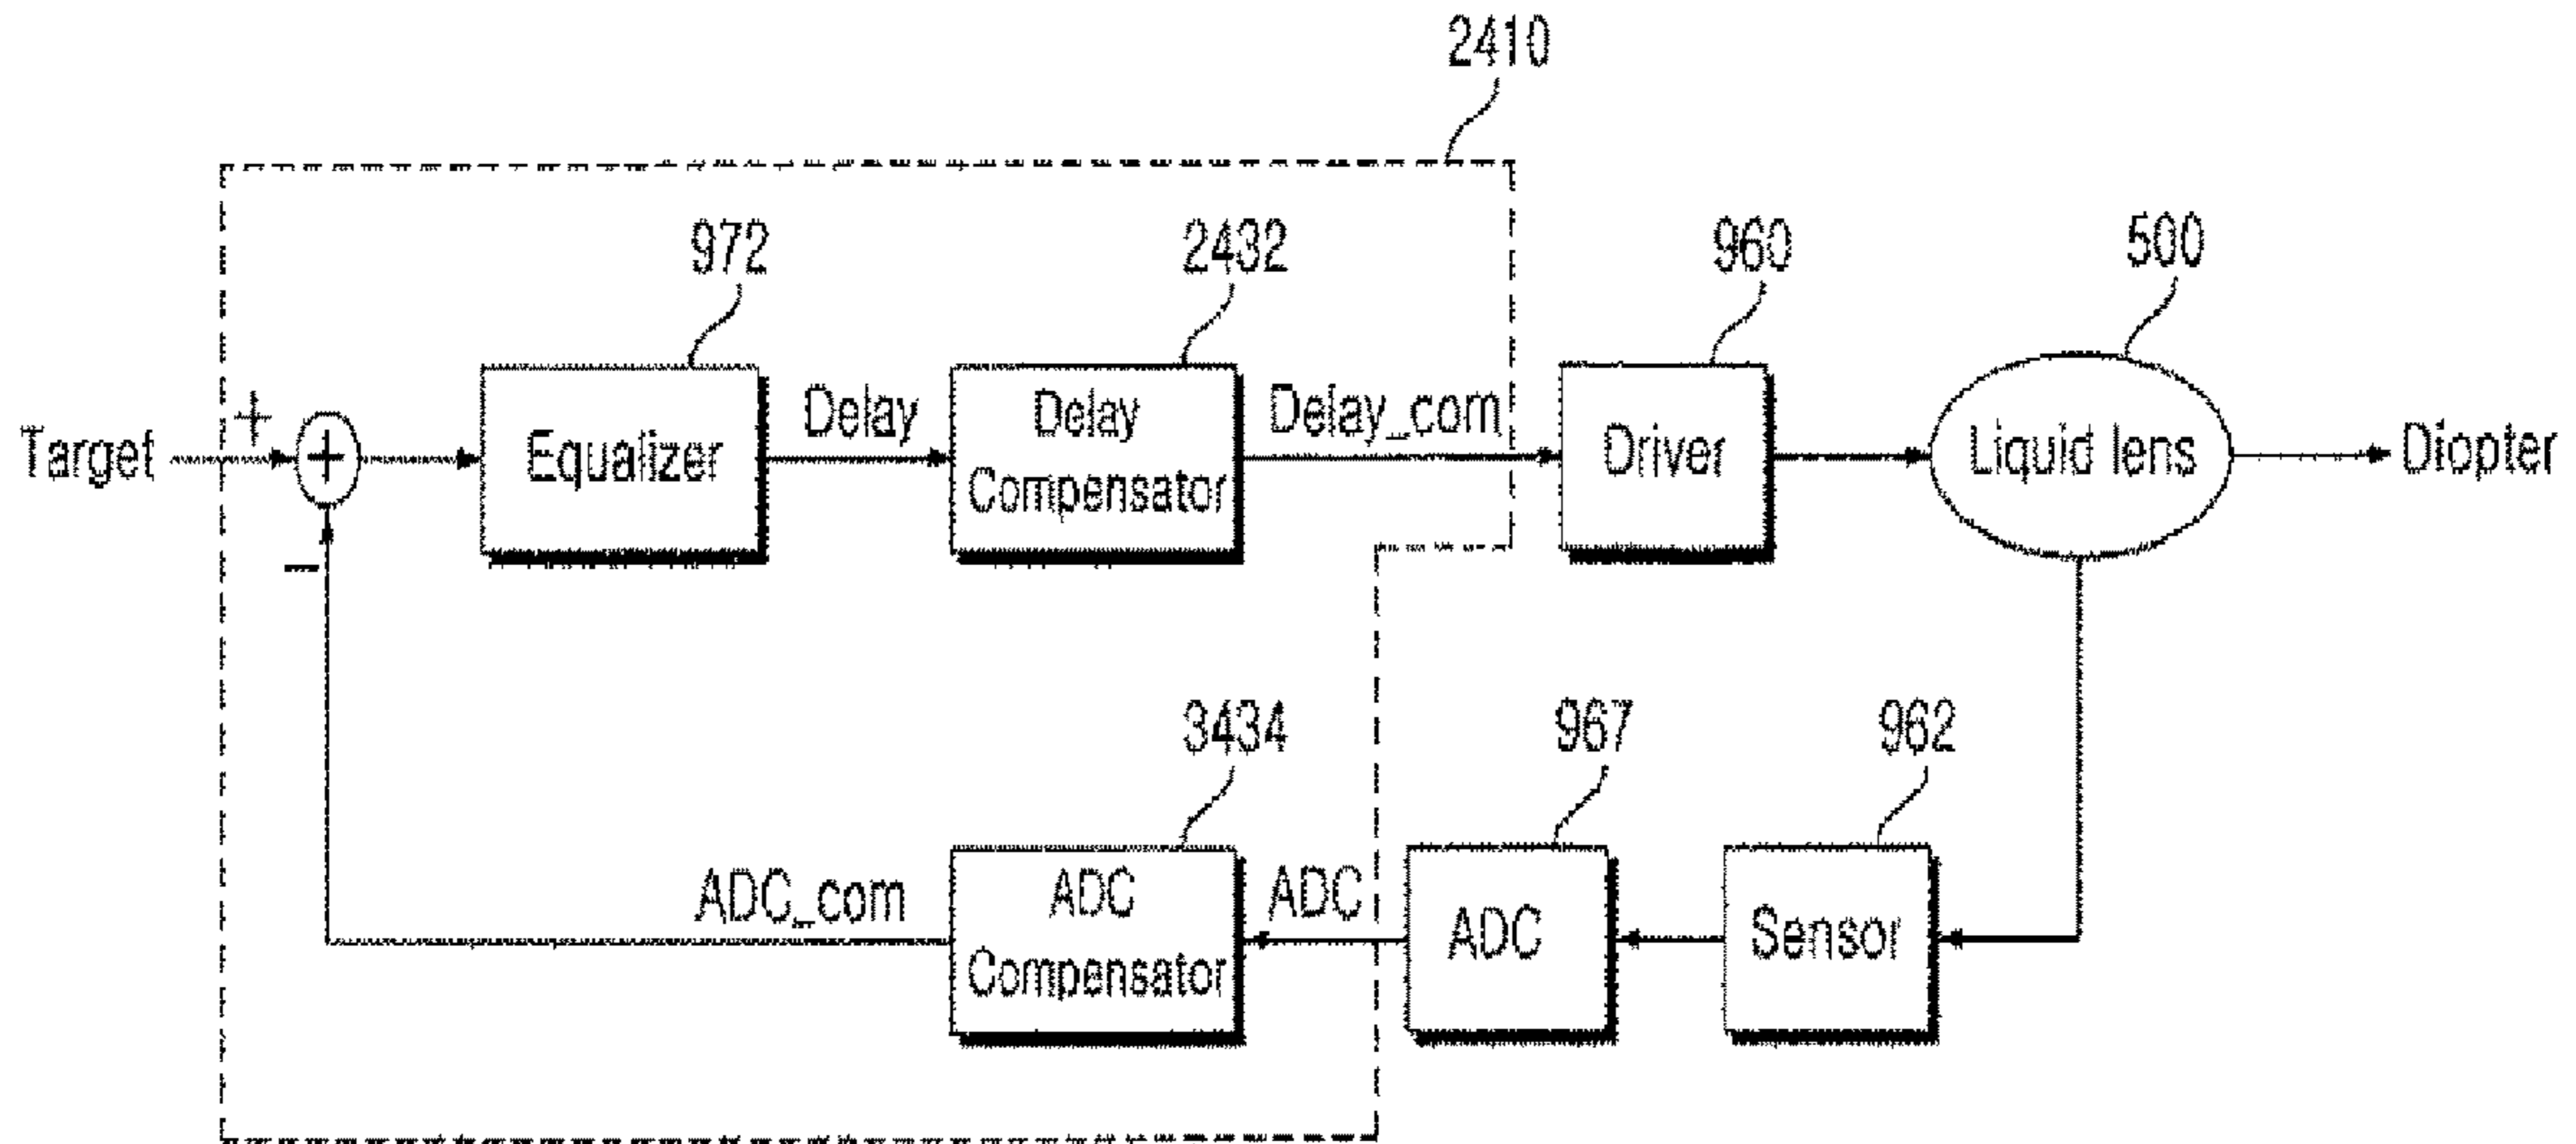 2410
972
2432
960
500
Target
+
+
Equalizer
Delay
Delay
Compensator
Delay_com
Driver
Liquid lens
Diopter
−
3434
967
962
ADC_com
ADC
Compensator
ADC
ADC
Sensor